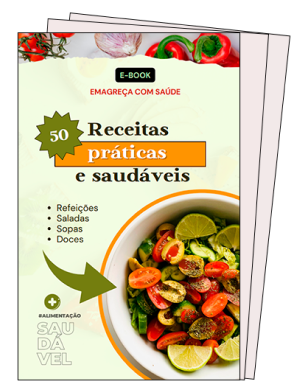 E-BOOK
EMAGREÇA COM SAÚDE
50
Receitas
práticas
e saudáveis
• Refeições
• Saladas
• Sopas
• Doces
#ALIMENTAÇÃO
SAU
DÁ
VEL